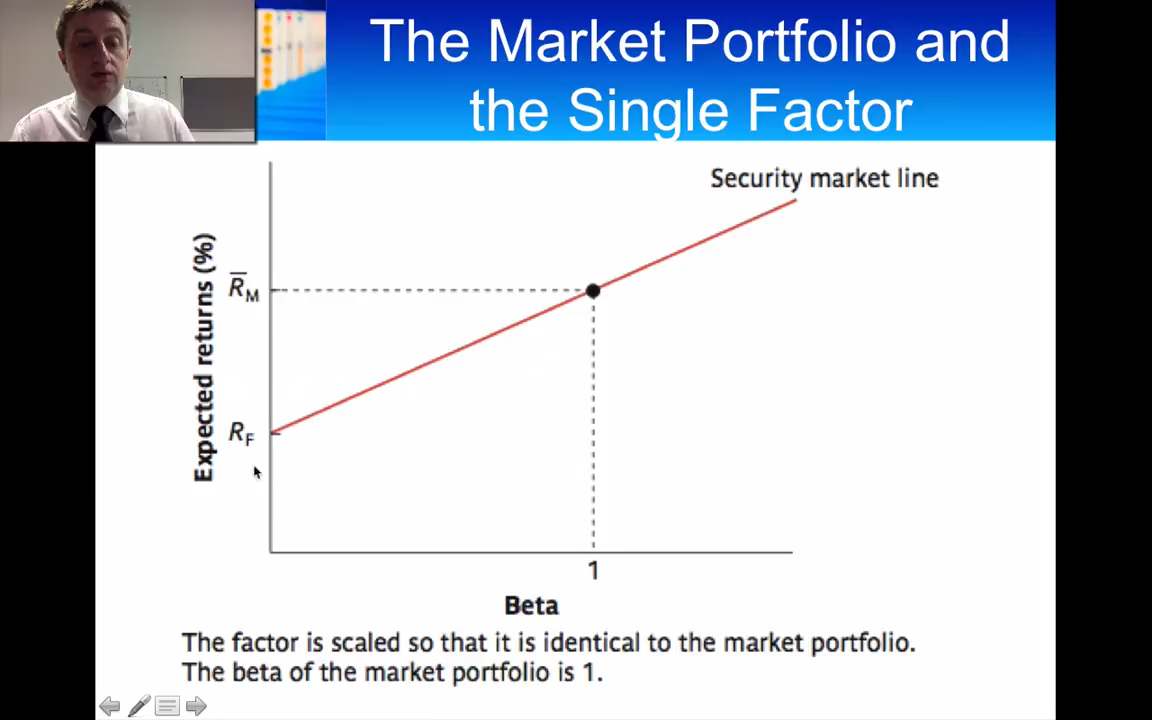 The Market Portfolio and
the Single Factor
Security market line
Expected returns (%)
R̅M
RF
1
Beta
The factor is scaled so that it is identical to the market portfolio.
The beta of the market portfolio is 1.